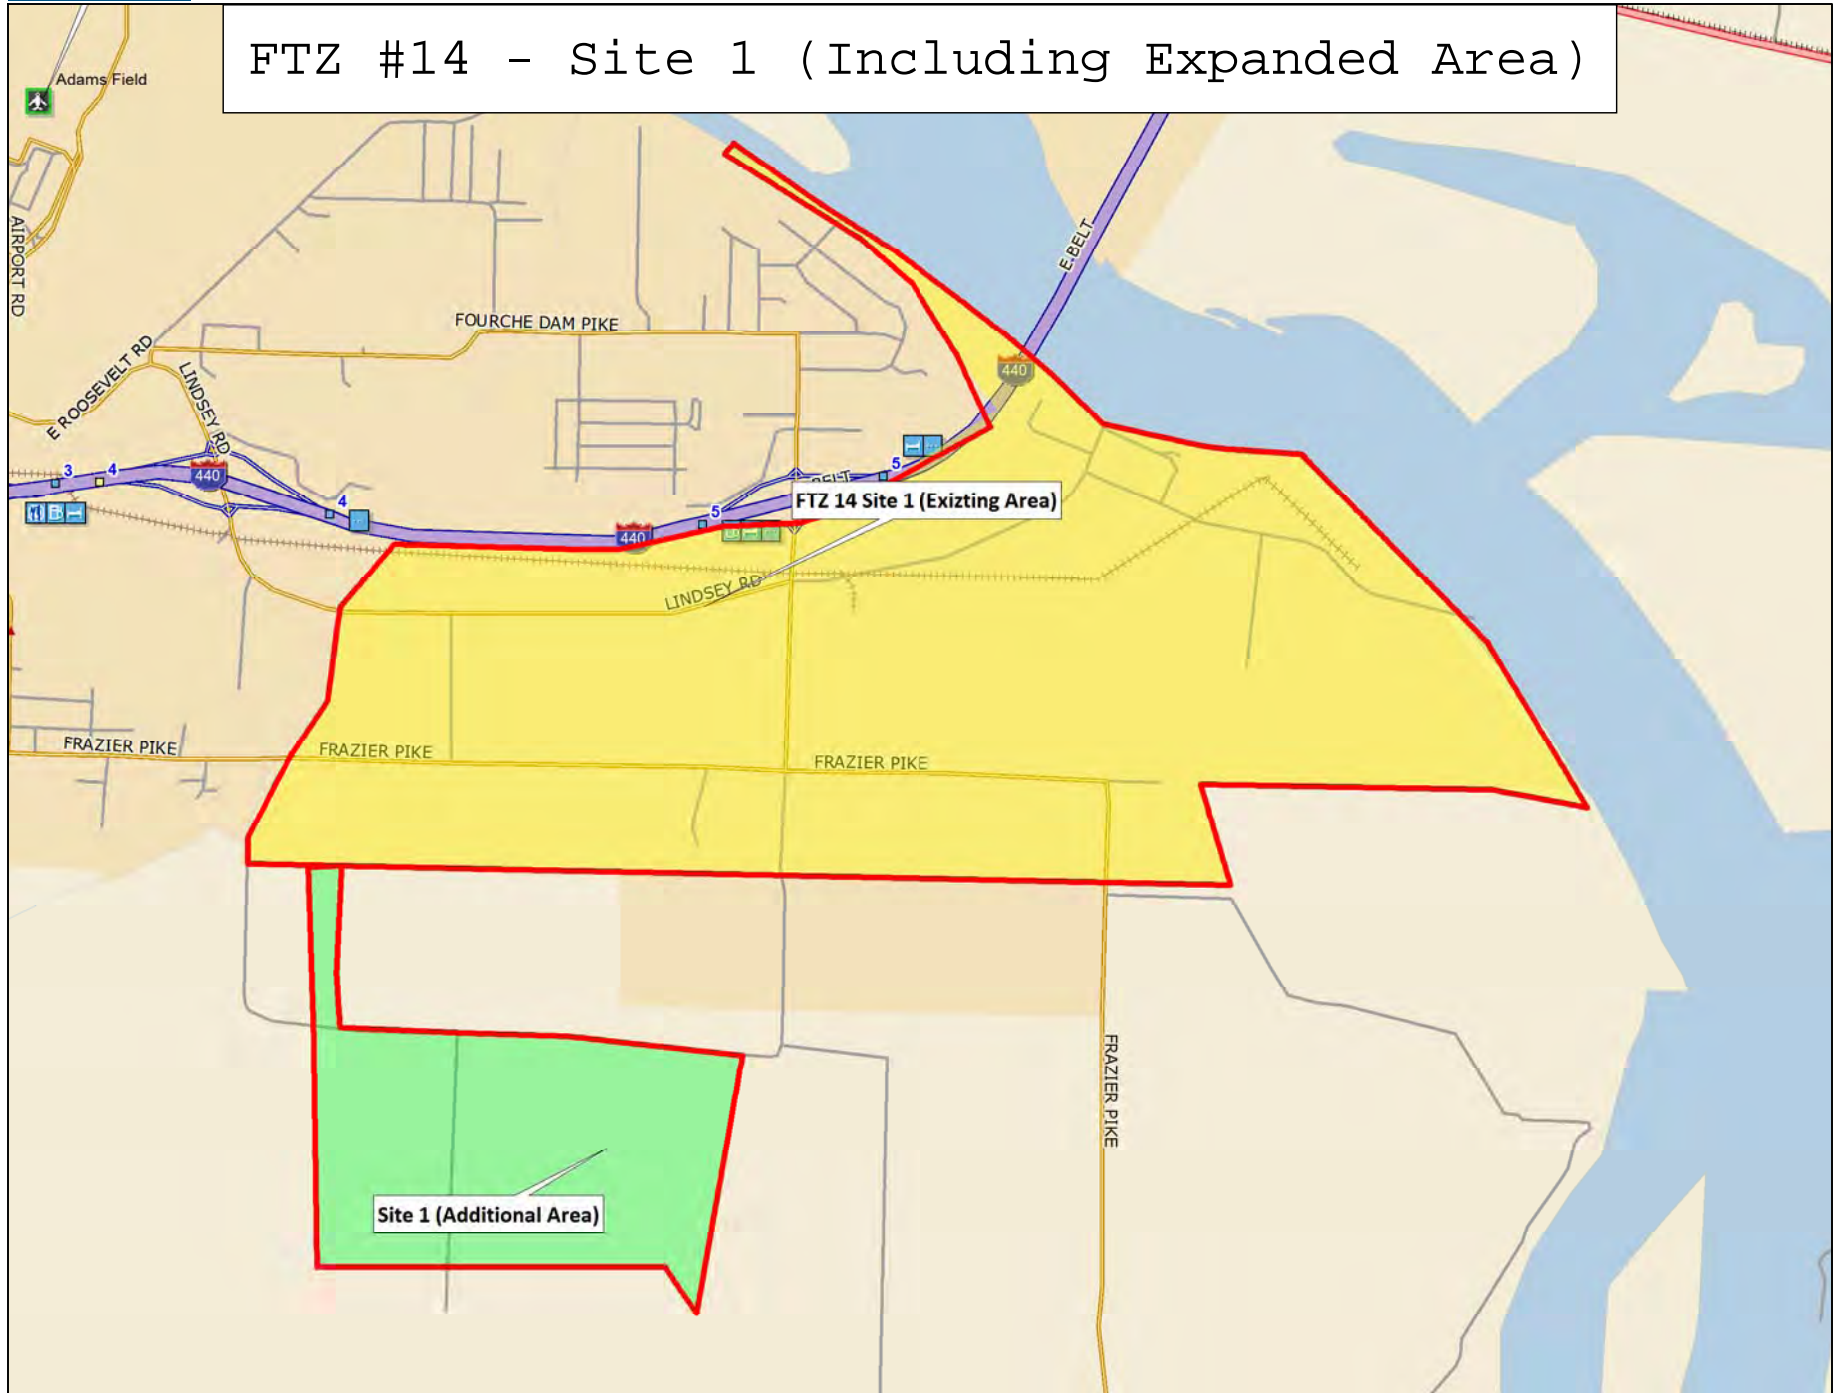 FTZ #14 - Site 1 (Including Expanded Area)
Adams Field
AIRPORT RD
E BELT
FOURCHE DAM PIKE
E ROOSEVELT RD
LINDSEY RD
440
440
3
4
4
5
5
BELT
440
FTZ 14 Site 1 (Exizting Area)
LINDSEY RD
FRAZIER PIKE
FRAZIER PIKE
FRAZIER PIKE
FRAZIER PIKE
Site 1 (Additional Area)